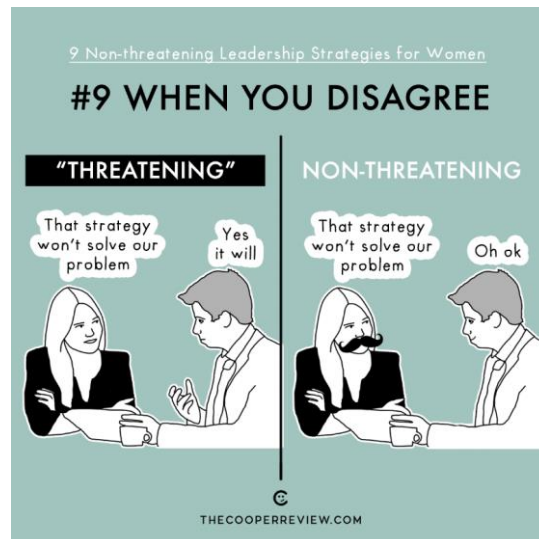 9 Non-threatening Leadership Strategies for Women
#9 WHEN YOU DISAGREE
"THREATENING"
That strategy
won't solve our
problem
Yes
it will
NON-THREATENING
That strategy
won't solve our
problem
Oh ok
THECOOPERREVIEW.COM